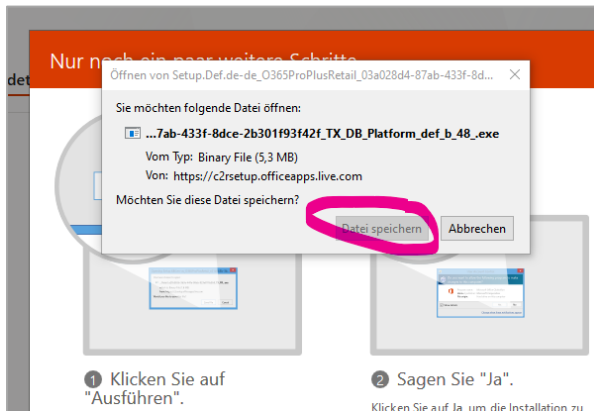 Nur noch ein paar weitere Schritte
det
Öffnen von Setup.Def.de-de_O365ProPlusRetail_03a028d4-87ab-433f-8d...
Sie möchten folgende Datei öffnen:
...7ab-433f-8dce-2b301f93f42f_TX_DB_Platform_def_b_48_.exe
Vom Typ: Binary File (5,3 MB)
Von: https://c2rsetup.officeapps.live.com
Möchten Sie diese Datei speichern?
Datei speichern
Abbrechen
1 Klicken Sie auf
"Ausführen".
2 Sagen Sie "Ja".
Klicken Sie auf Ja, um die Installation zu